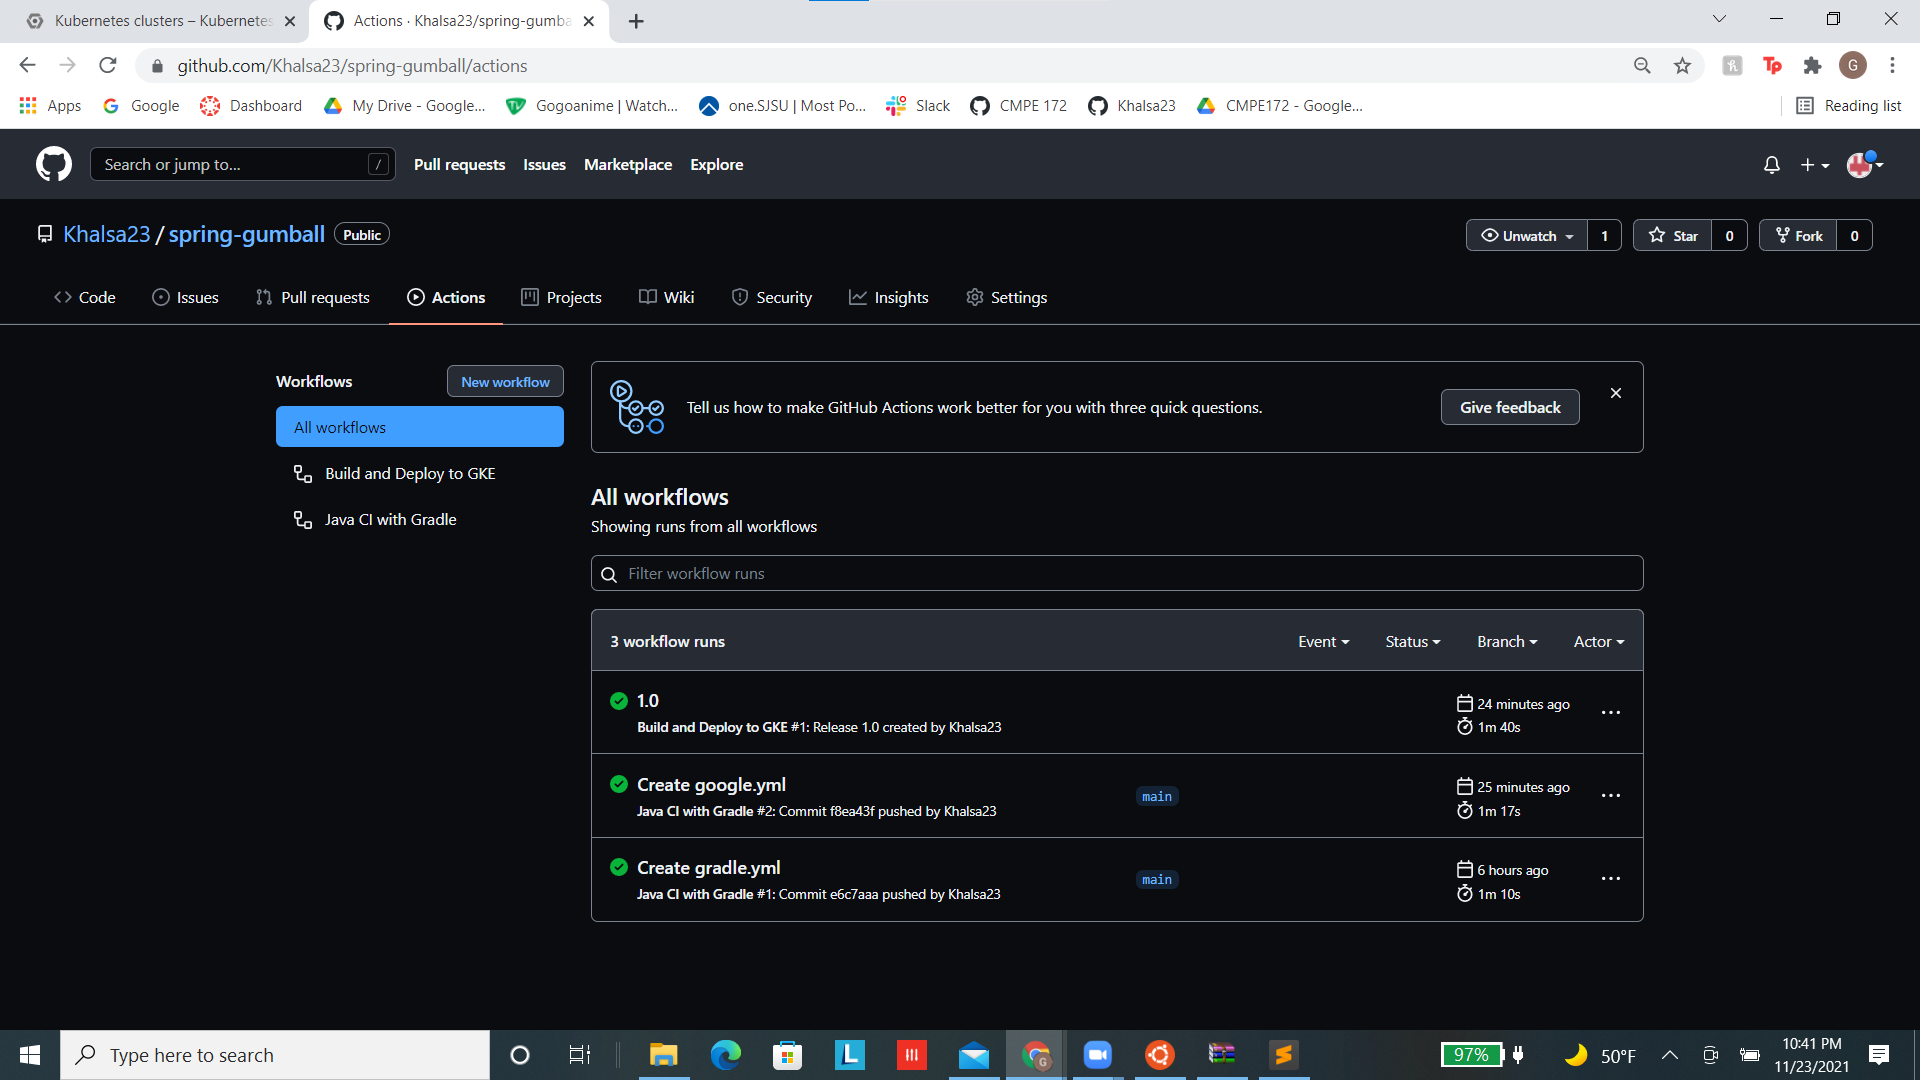 Kubernetes clusters – Kubernetes
Actions · Khalsa23/spring-gumba
github.com/Khalsa23/spring-gumball/actions
G
Apps
Google
Dashboard
My Drive - Google...
Gogoanime | Watch...
one.SJSU | Most Po...
Slack
CMPE 172
Khalsa23
CMPE172 - Google...
Reading list
Search or jump to...
/
Pull requests
Issues
Marketplace
Explore
Khalsa23 / spring-gumball
Public
Unwatch
1
Star
0
Fork
0
Code
Issues
Pull requests
Actions
Projects
Wiki
Security
Insights
Settings
Workflows
New workflow
All workflows
Build and Deploy to GKE
Java CI with Gradle
Tell us how to make GitHub Actions work better for you with three quick questions.
Give feedback
All workflows
Showing runs from all workflows
Filter workflow runs
3 workflow runs
Event
Status
Branch
Actor
1.0
Build and Deploy to GKE #1: Release 1.0 created by Khalsa23
24 minutes ago
1m 40s
Create google.yml
Java CI with Gradle #2: Commit f8ea43f pushed by Khalsa23
main
25 minutes ago
1m 17s
Create gradle.yml
Java CI with Gradle #1: Commit e6c7aaa pushed by Khalsa23
main
6 hours ago
1m 10s
Type here to search
97%
50°F
10:41 PM
11/23/2021